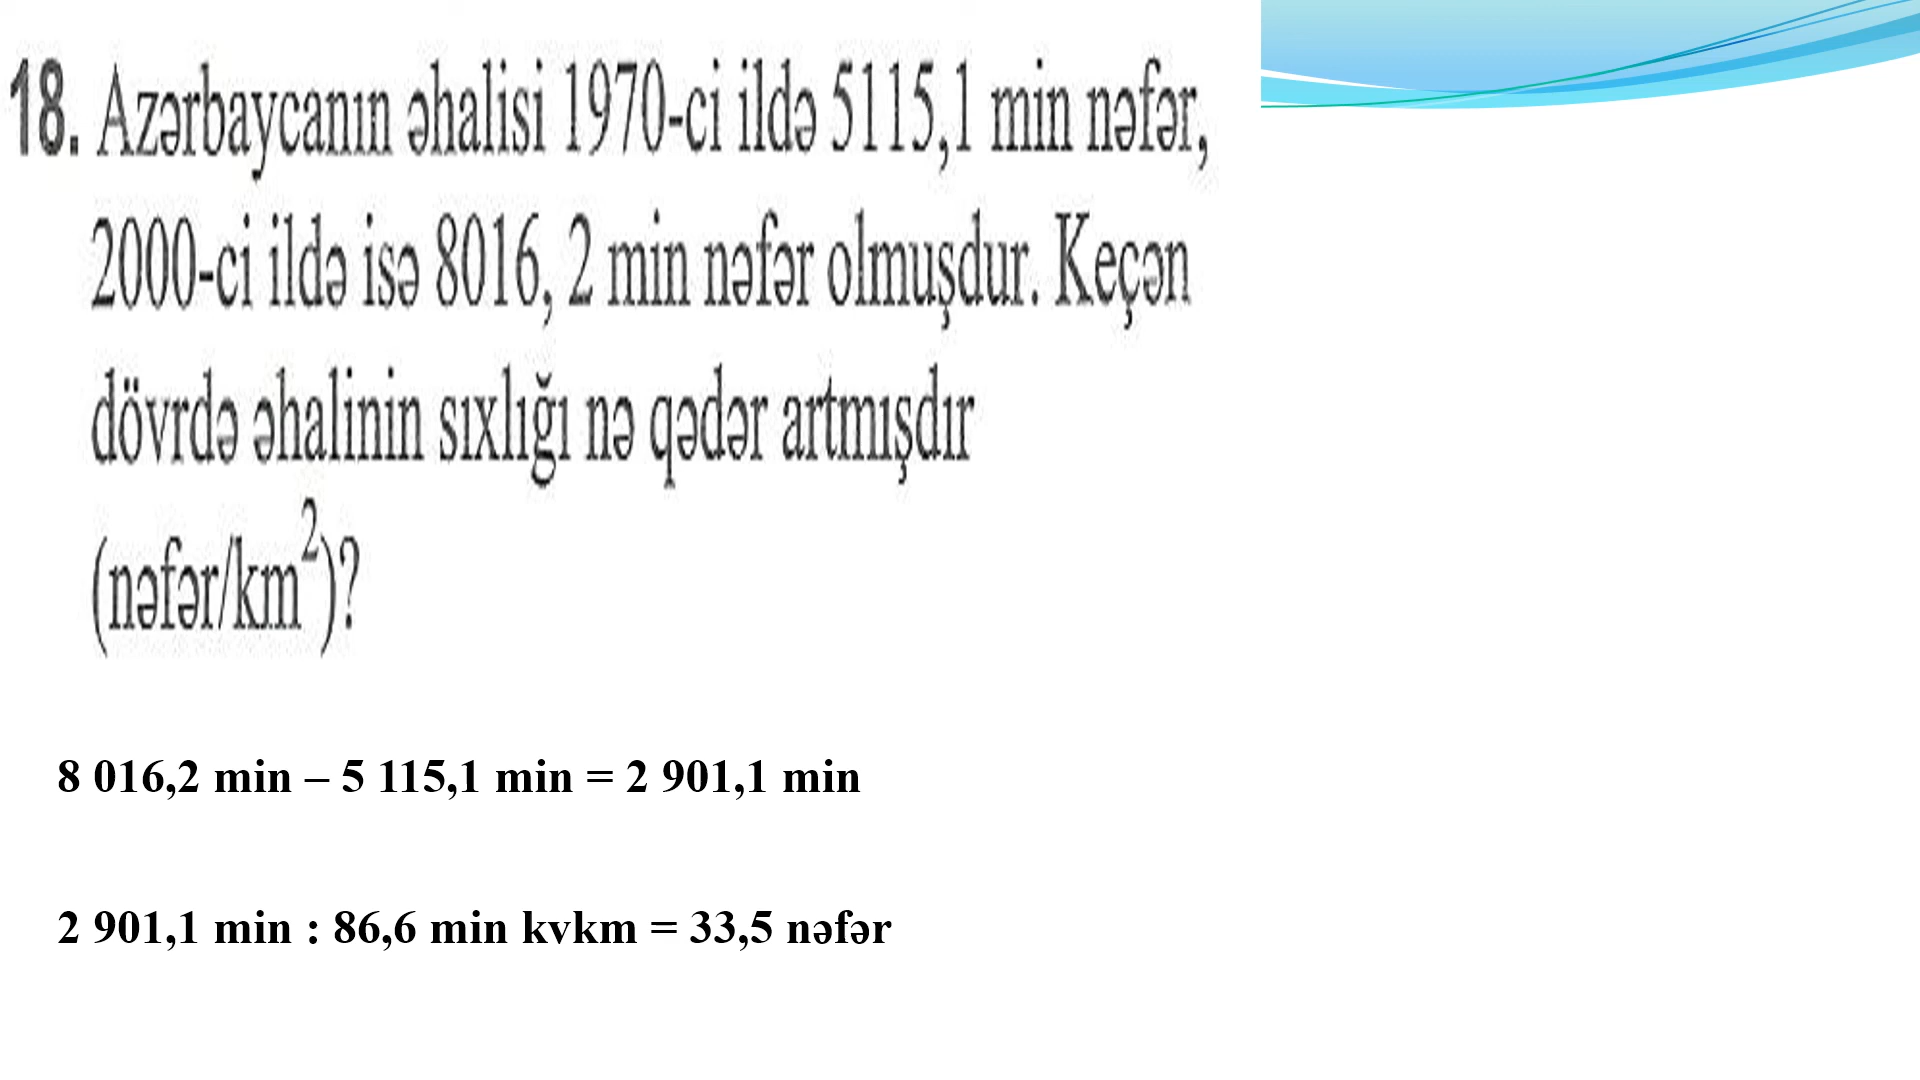 18. Azərbaycanın əhalisi 1970-ci ildə 5115,1 min nəfər,
2000-ci ildə isə 8016, 2 min nəfər olmuşdur. Keçən
dövrdə əhalinin sıxlığı nə qədər artmışdır
(nəfər/km²)?
8 016,2 min – 5 115,1 min = 2 901,1 min
2 901,1 min : 86,6 min kvkm = 33,5 nəfər